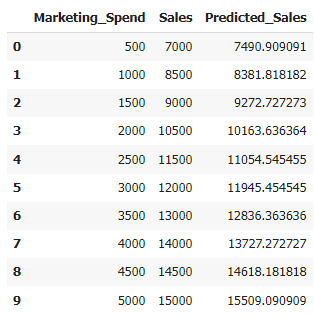 Marketing_Spend Sales Predicted_Sales
0 500 7000 7490.909091
1 1000 8500 8381.818182
2 1500 9000 9272.727273
3 2000 10500 10163.636364
4 2500 11500 11054.545455
5 3000 12000 11945.454545
6 3500 13000 12836.363636
7 4000 14000 13727.272727
8 4500 14500 14618.181818
9 5000 15000 15509.090909